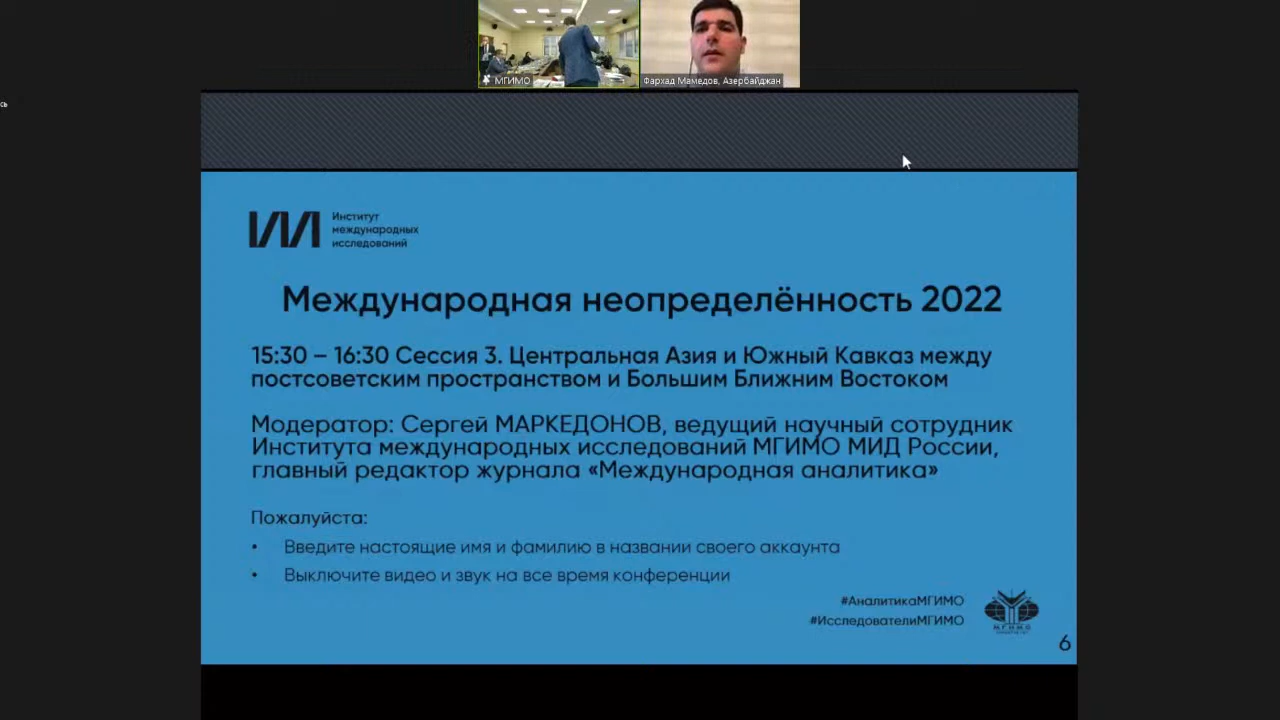 МГИМО
Фархад Мамедов, Азербайджан
сь
ИМИ
Институт
международных
исследований
Международная неопределённость 2022
15:30 – 16:30 Сессия 3. Центральная Азия и Южный Кавказ между
постсоветским пространством и Большим Ближним Востоком
Модератор: Сергей МАРКЕДОНОВ, ведущий научный сотрудник
Института международных исследований МГИМО МИД России,
главный редактор журнала «Международная аналитика»
Пожалуйста:
• Введите настоящие имя и фамилию в названии своего аккаунта
• Выключите видео и звук на все время конференции
#АналитикаМГИМО
#ИсследователиМГИМО
МГИМО
6